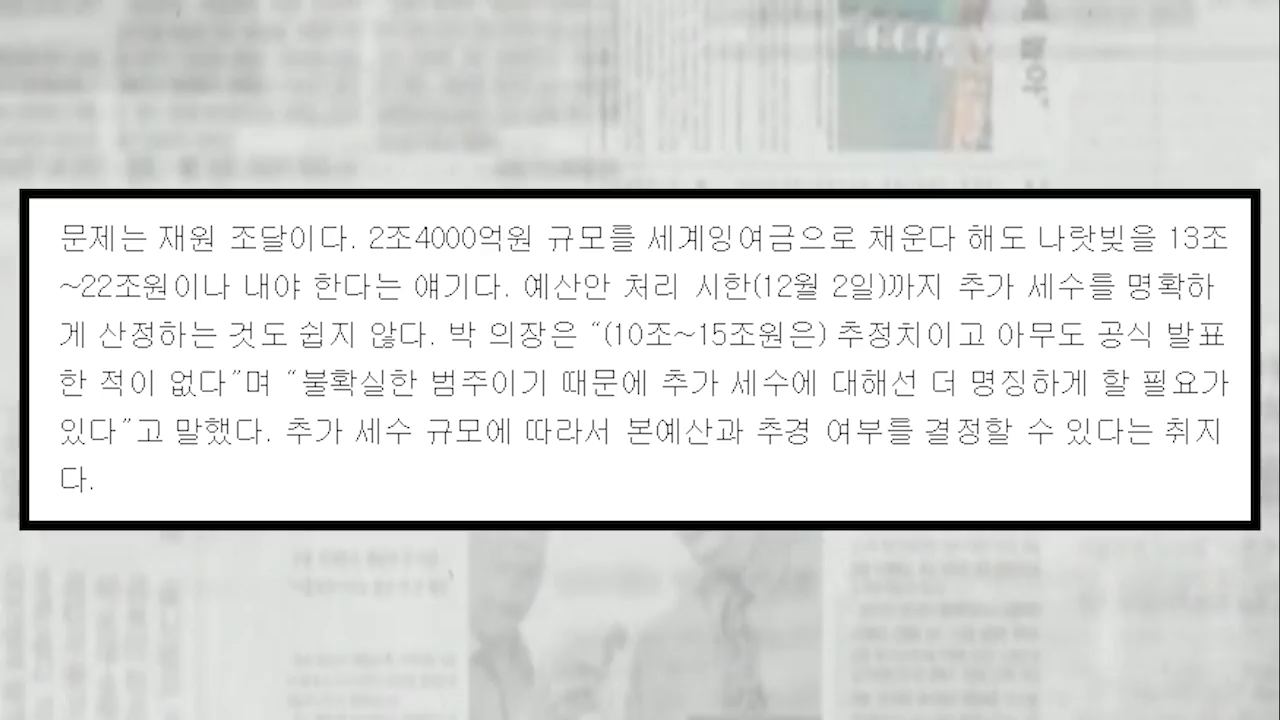 문제는 재원 조달이다. 2조4000억원 규모를 세계잉여금으로 채운다 해도 나랏빚을 13조
~22조원이나 내야 한다는 얘기다. 예산안 처리 시한(12월 2일)까지 추가 세수를 명확하
게 산정하는 것도 쉽지 않다. 박 의장은 “(10조~15조원은) 추정치이고 아무도 공식 발표
한 적이 없다”며 “불확실한 범주이기 때문에 추가 세수에 대해선 더 명징하게 할 필요가
있다”고 말했다. 추가 세수 규모에 따라서 본예산과 추경 여부를 결정할 수 있다는 취지
다.